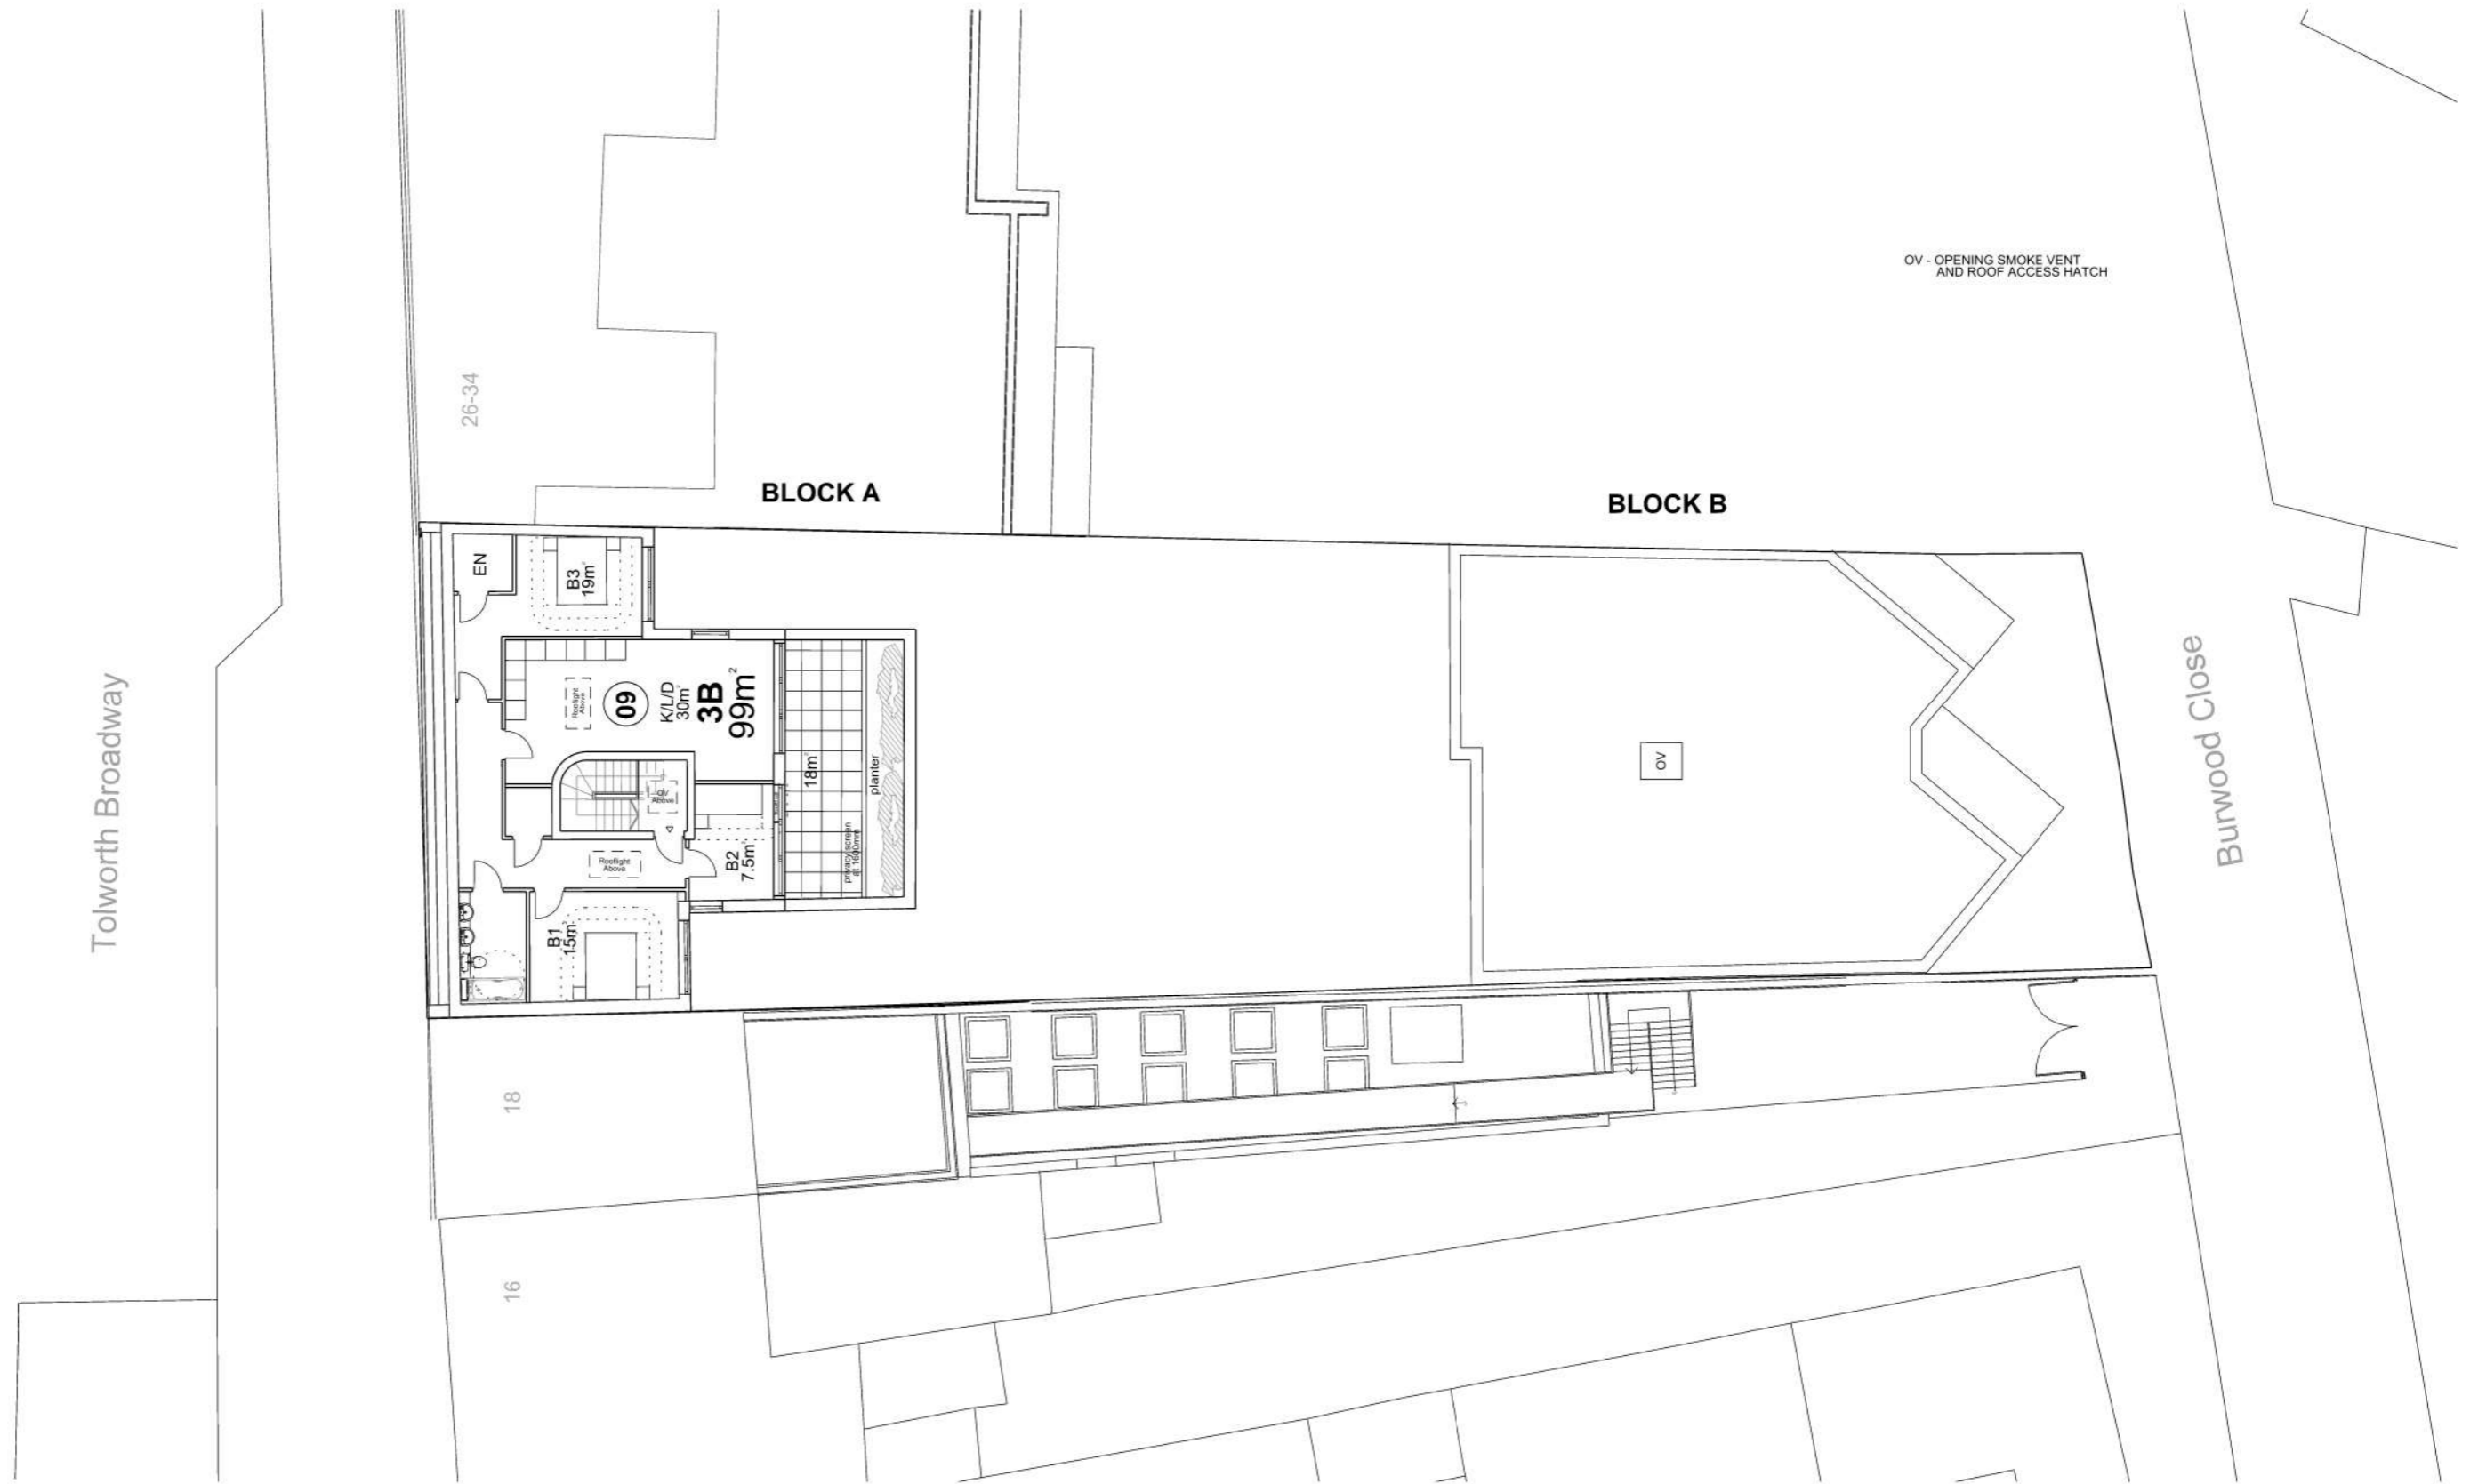 Tolworth Broadway
26-34
BLOCK A
BLOCK B
OV - OPENING SMOKE VENT
AND ROOF ACCESS HATCH
EN
B3
19m²
Rooflight
Above
09
K/L/D
30m²
3B
99m²
OV
Above
18m²
planter
privacy screen
at 1600mm
B2
7.5m²
Rooflight
Above
B1
15m²
OV
Burwood Close
18
16